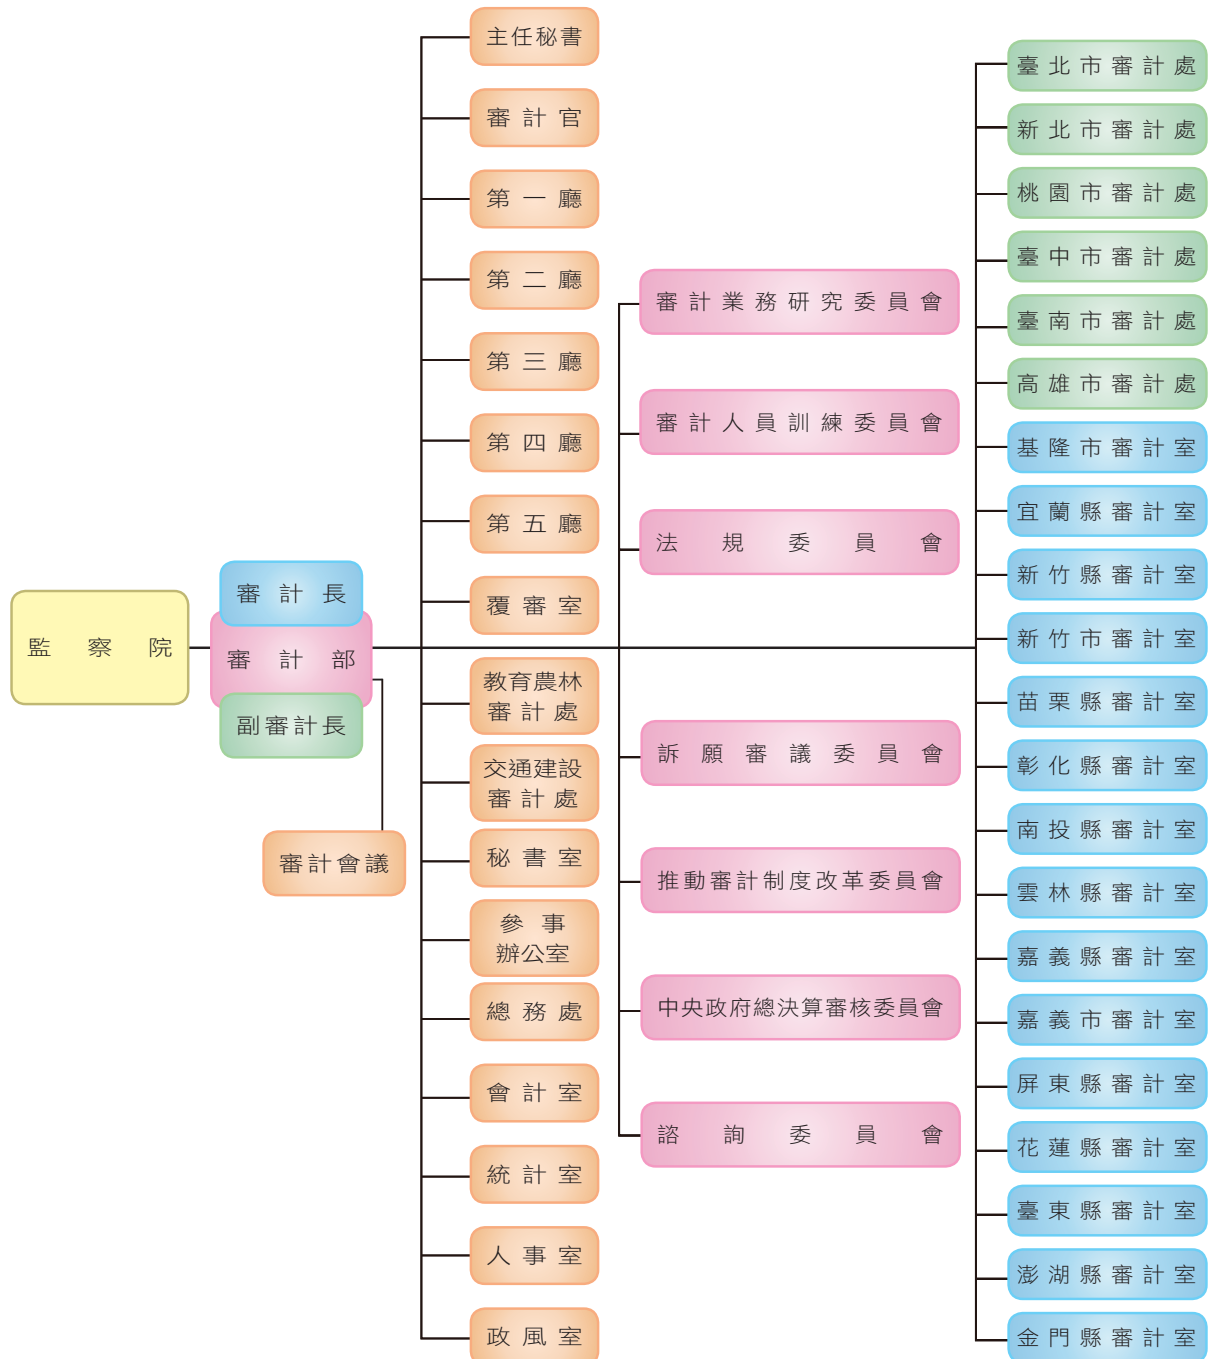 監察院
審計長
審計部
副審計長
審計會議
主任秘書
審計官
第一廳
第二廳
第三廳
第四廳
第五廳
覆審室
教育農林
審計處
交通建設
審計處
秘書室
參事
辦公室
總務處
會計室
統計室
人事室
政風室
審計業務研究委員會
審計人員訓練委員會
法規委員會
訴願審議委員會
推動審計制度改革委員會
中央政府總決算審核委員會
諮詢委員會
臺北市審計處
新北市審計處
桃園市審計處
臺中市審計處
臺南市審計處
高雄市審計處
基隆市審計室
宜蘭縣審計室
新竹縣審計室
新竹市審計室
苗栗縣審計室
彰化縣審計室
南投縣審計室
雲林縣審計室
嘉義縣審計室
嘉義市審計室
屏東縣審計室
花蓮縣審計室
臺東縣審計室
澎湖縣審計室
金門縣審計室